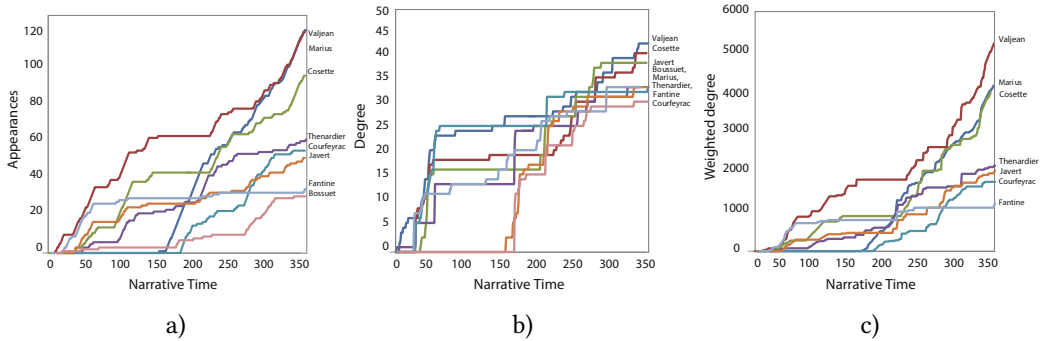 120
100
80
60
40
20
0
0
50
100
150
200
250
300
350
Appearances
Narrative Time
Valjean
Marius
Cosette
Thenardier
Courfeyrac
Javert
Fantine
Bossuet
a)
50
45
40
35
30
25
20
15
10
5
0
0
50
100
150
200
250
300
350
Degree
Narrative Time
Valjean
Cosette
Javert
Boussuet,
Marius,
Thenardier,
Fantine
Courfeyrac
b)
6000
5000
4000
3000
2000
1000
0
0
50
100
150
200
250
300
350
Weighted degree
Narrative Time
Valjean
Marius
Cosette
Thenardier
Javert
Courfeyrac
Fantine
c)